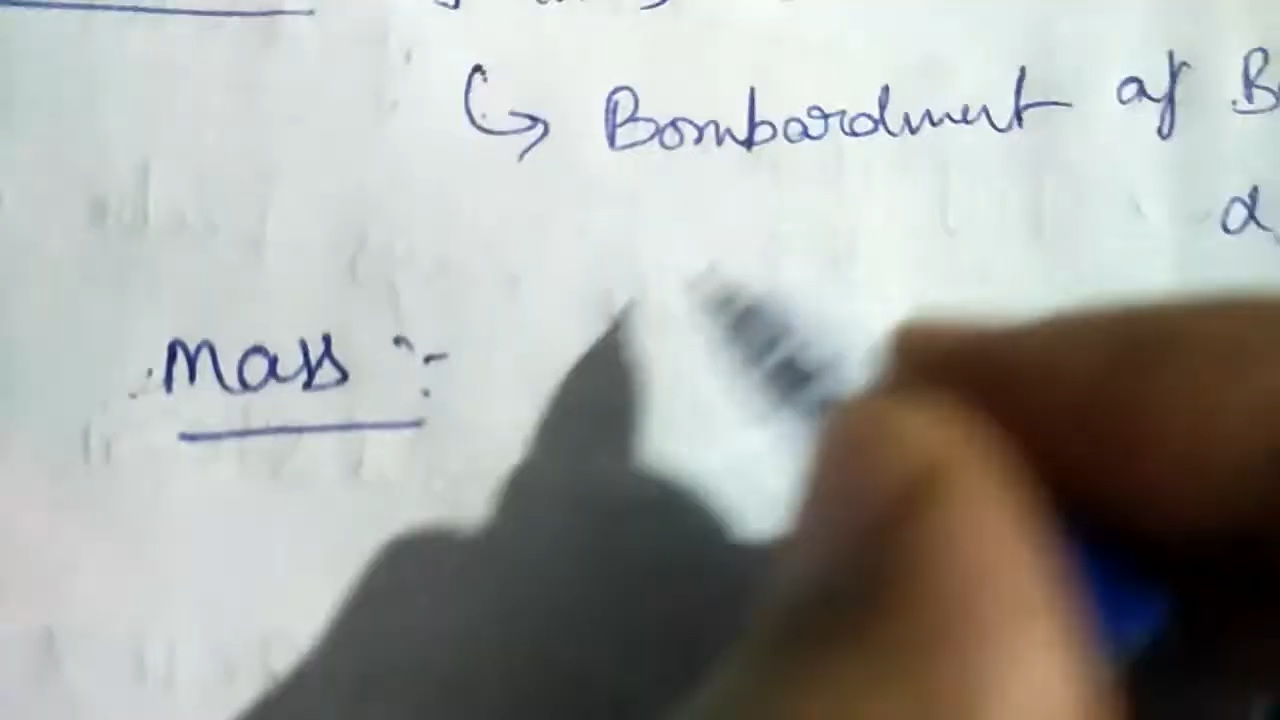 ↳ Bombardment of B
α
Mass :-